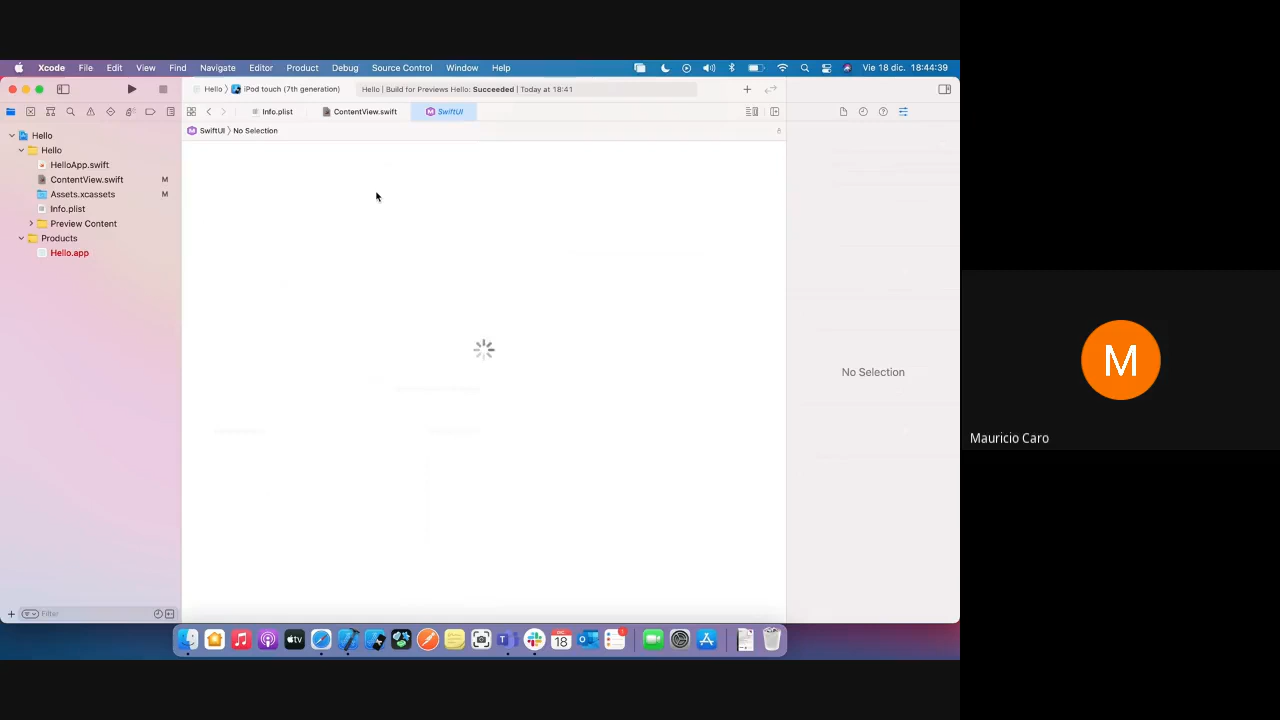 Xcode File Edit View Find Navigate Editor Product Debug Source Control Window Help Vie 18 dic. 18:44:39
Hello 〉 iPod touch (7th generation) Hello | Build for Previews Hello: Succeeded | Today at 18:41
Info.plist ContentView.swift SwiftUI
SwiftUI 〉 No Selection
Hello
Hello
HelloApp.swift
ContentView.swift M
Assets.xcassets M
Info.plist
Preview Content
Products
Hello.app
No Selection
Filter
tv
DIC
18
1
M
Mauricio Caro